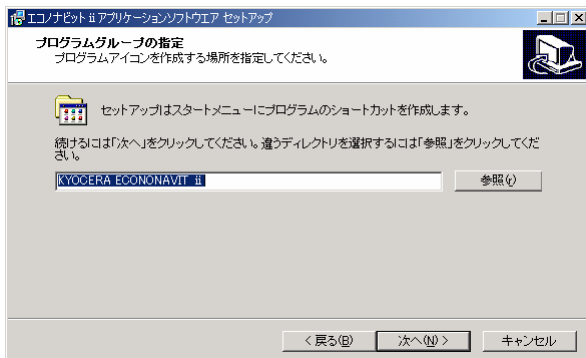 エコノナビット ii アプリケーションソフトウエア セットアップ
プログラムグループの指定
プログラムアイコンを作成する場所を指定してください。
セットアップはスタートメニューにプログラムのショートカットを作成します。
続けるには「次へ」をクリックしてください。違うディレクトリを選択するには「参照」をクリックしてくだ
さい。
KYOCERA ECONONAVIT ii
参照(r)
< 戻る(B)
次へ(N) >
キャンセル